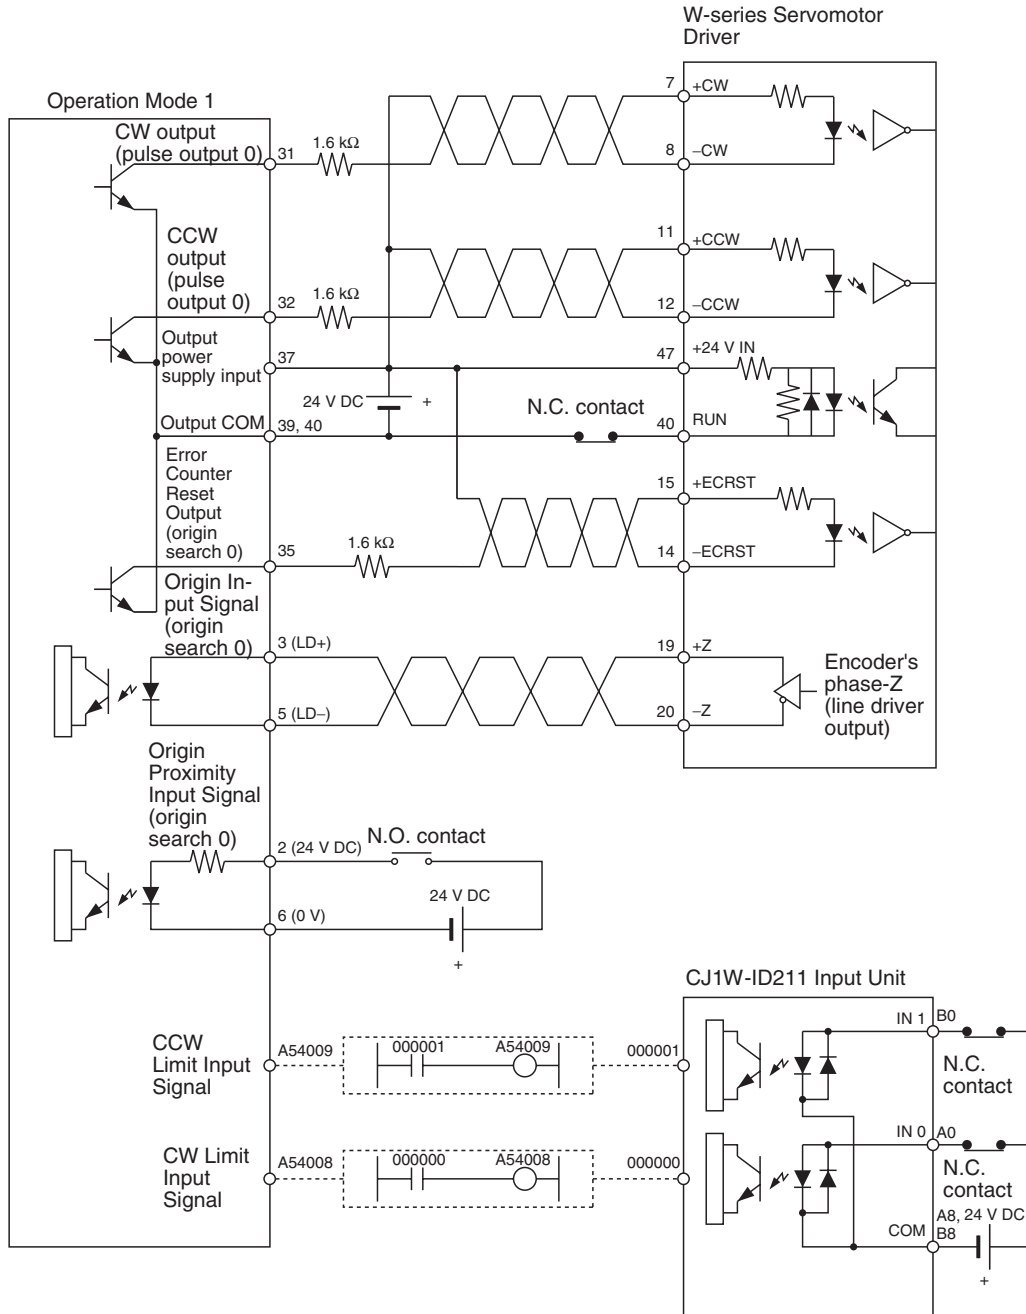 W-series Servomotor
Driver
Operation Mode 1
CW output
(pulse output 0)
31
1.6 kΩ
7
+CW
8
–CW
CCW
output
(pulse
output 0)
32
1.6 kΩ
11
+CCW
12
–CCW
Output
power
supply input
37
47
+24 V IN
24 V DC
+
N.C. contact
Output COM
39, 40
40
RUN
Error
Counter
Reset
Output
(origin
search 0)
35
1.6 kΩ
15
+ECRST
14
–ECRST
Origin In-
put Signal
(origin
search 0)
3 (LD+)
5 (LD–)
19
+Z
20
–Z
Encoder's
phase-Z
(line driver
output)
Origin
Proximity
Input Signal
(origin
search 0)
2 (24 V DC)
N.O. contact
24 V DC
6 (0 V)
+
CJ1W-ID211 Input Unit
CCW
Limit Input
Signal
A54009
000001
A54009
000001
IN 1
B0
N.C.
contact
CW Limit
Input
Signal
A54008
000000
A54008
000000
IN 0
A0
N.C.
contact
COM
A8,
B8
24 V DC
+